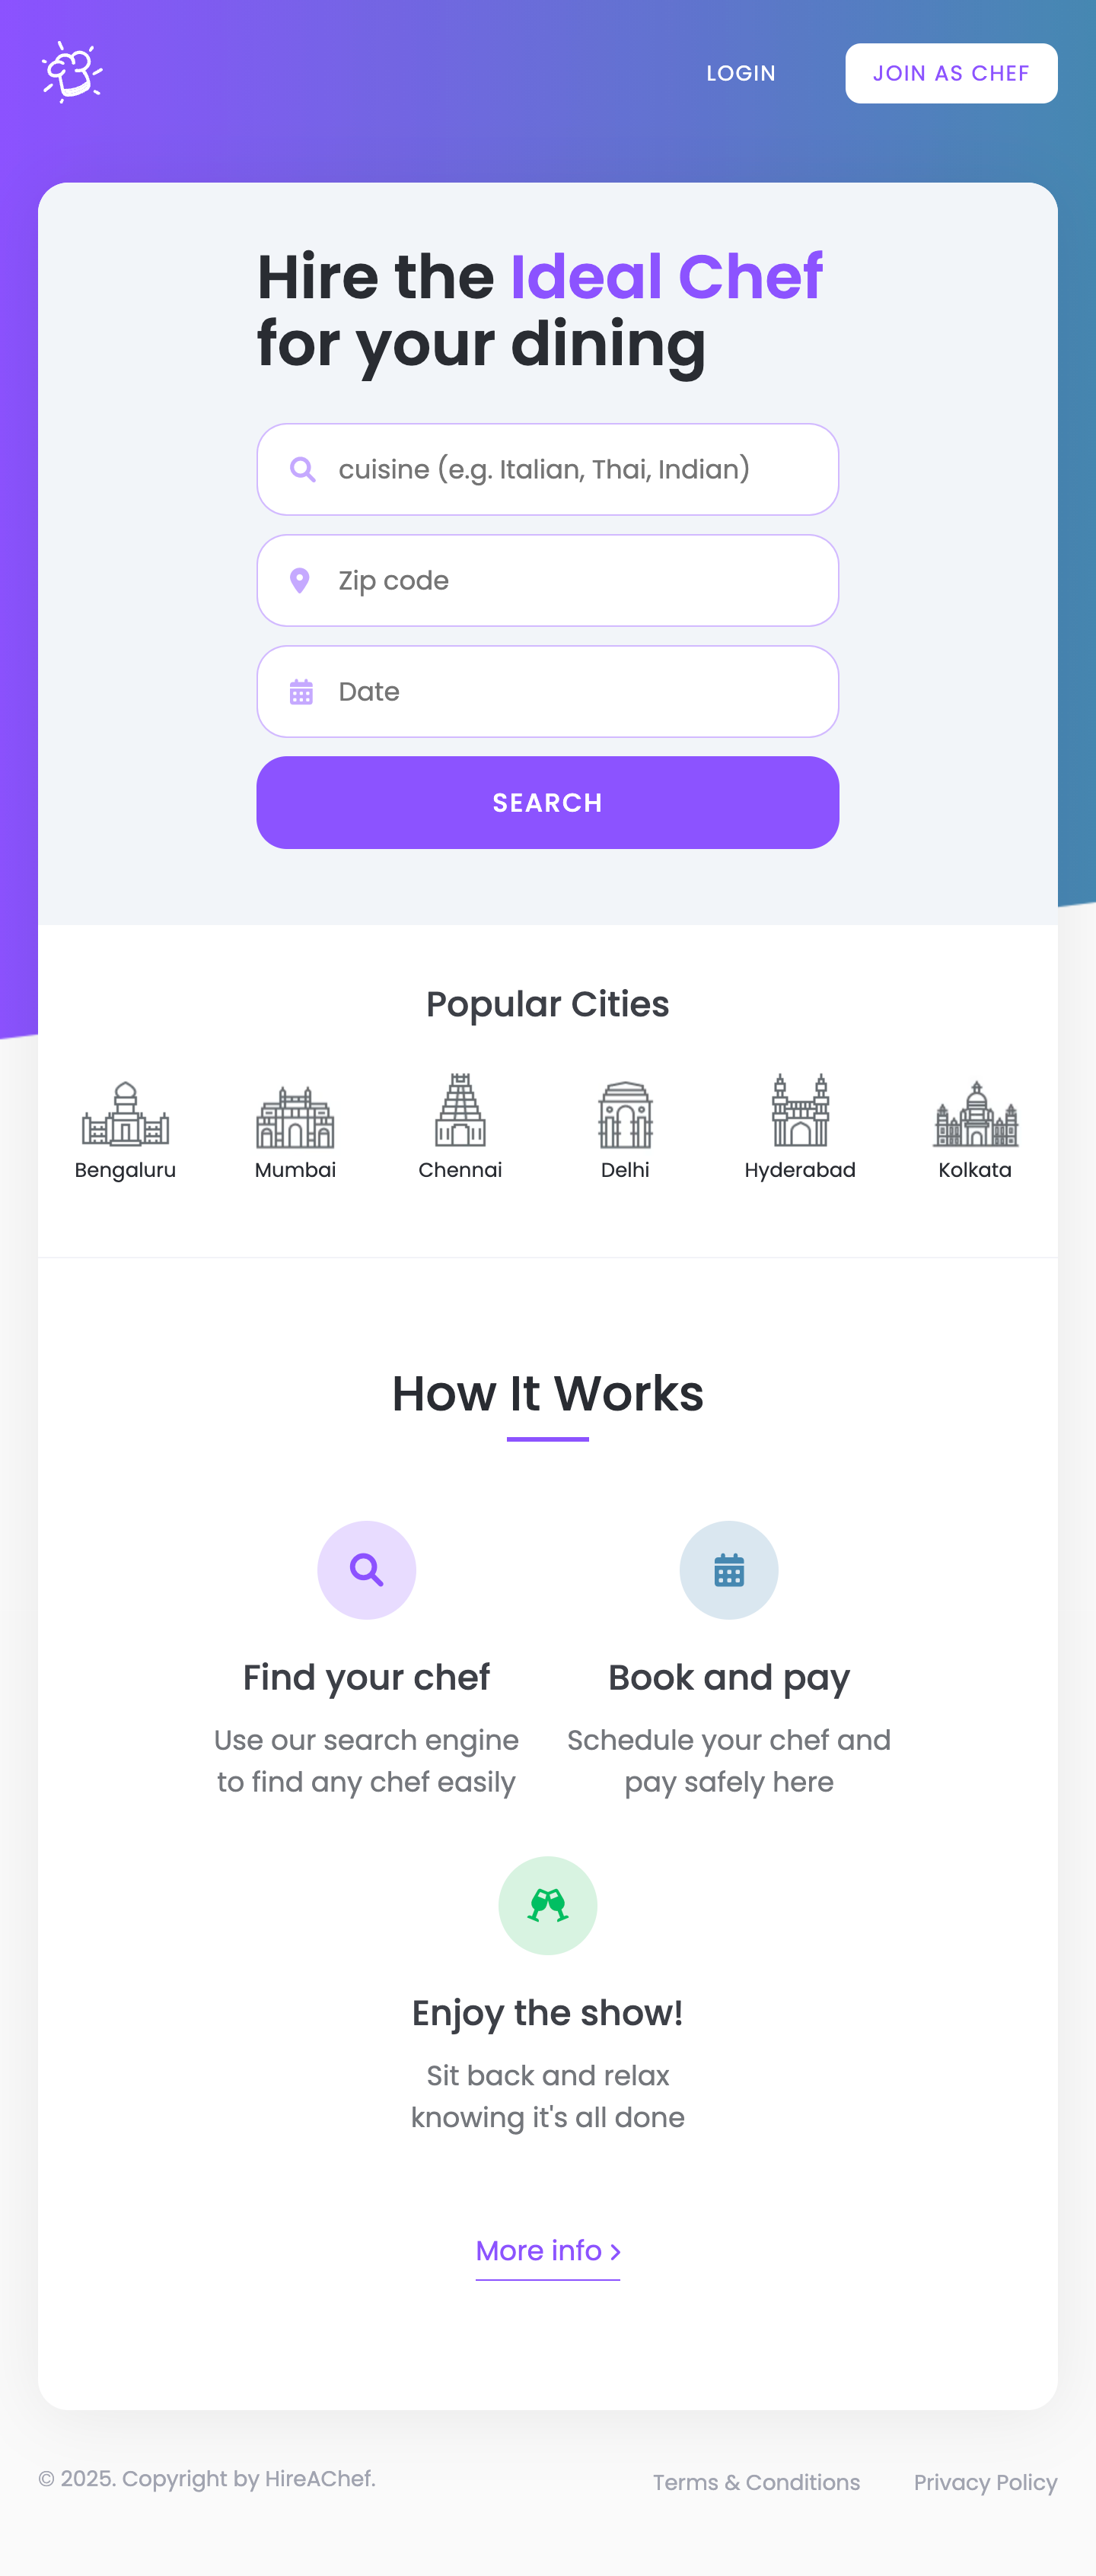 LOGIN
JOIN AS CHEF
Hire the Ideal Chef
for your dining
cuisine (e.g. Italian, Thai, Indian)
Zip code
Date
SEARCH
Popular Cities
Bengaluru
Mumbai
Chennai
Delhi
Hyderabad
Kolkata
How It Works
Find your chef
Use our search engine
to find any chef easily
Book and pay
Schedule your chef and
pay safely here
Enjoy the show!
Sit back and relax
knowing it's all done
More info
© 2025. Copyright by HireAChef.
Terms & Conditions
Privacy Policy